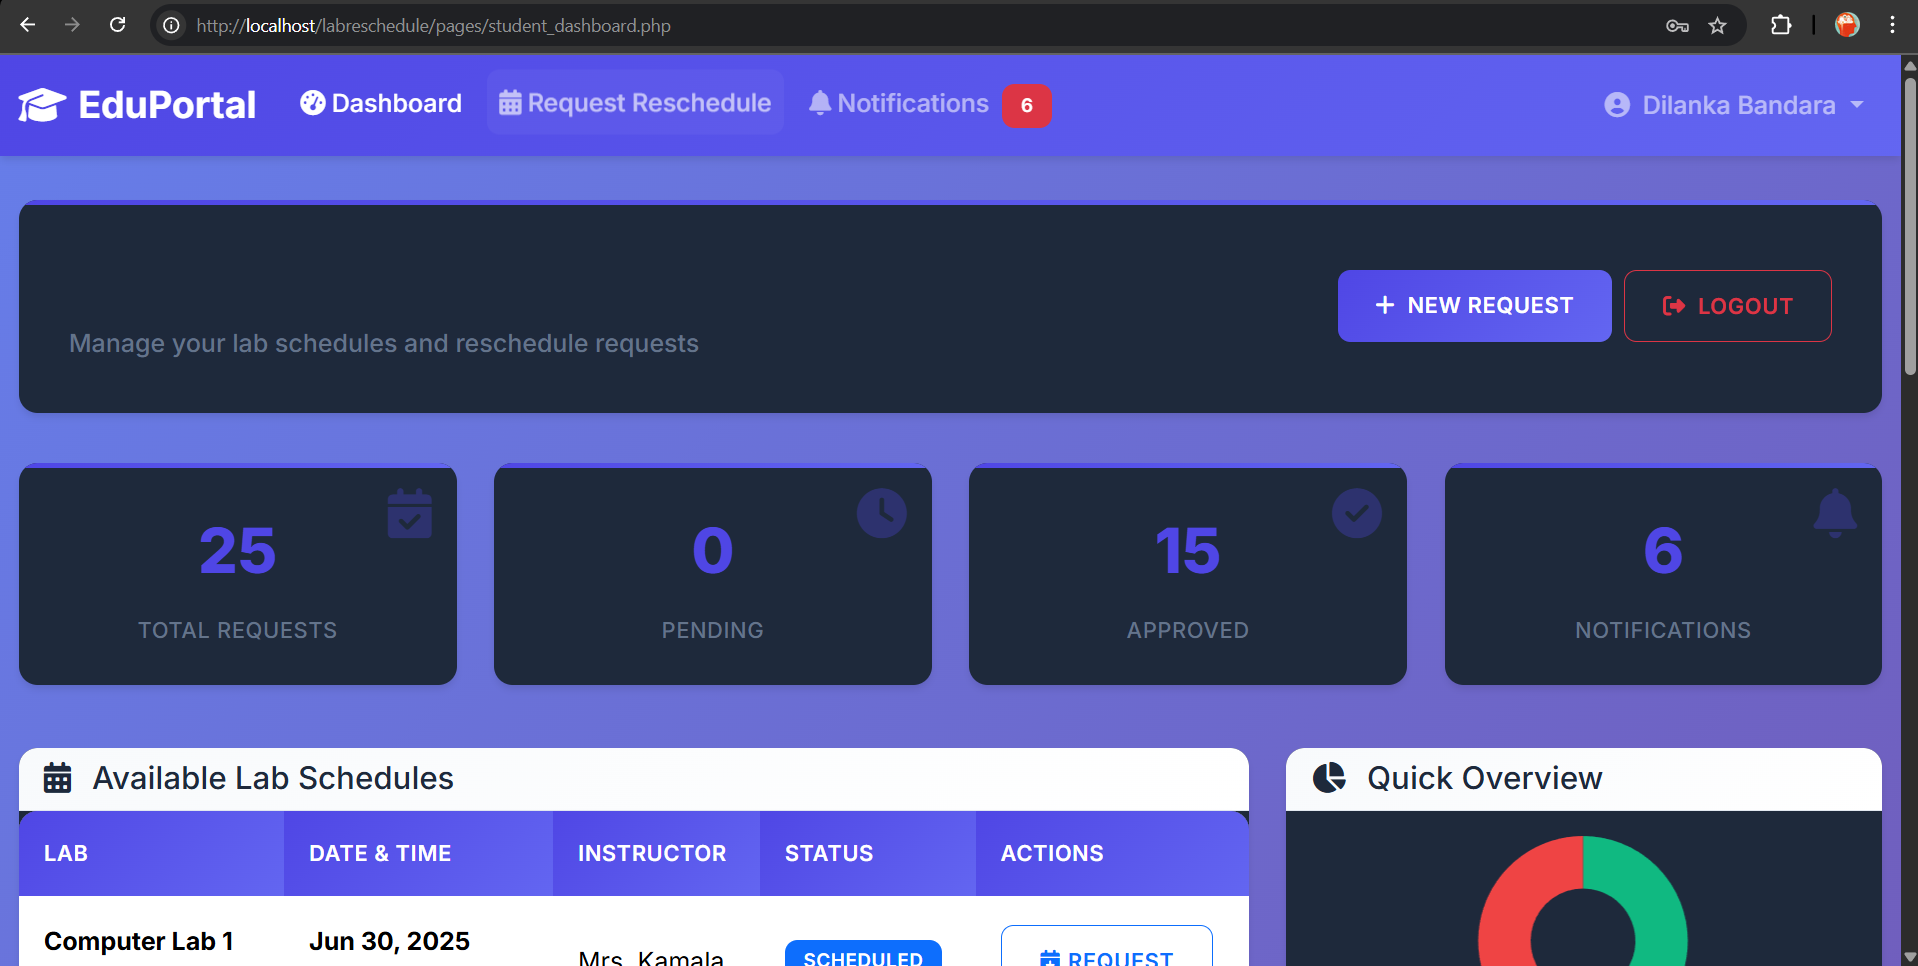 http://localhost/labreschedule/pages/student_dashboard.php
EduPortal
Dashboard
Request Reschedule
Notifications 6
Dilanka Bandara
Manage your lab schedules and reschedule requests
+ NEW REQUEST
LOGOUT
25
TOTAL REQUESTS
0
PENDING
15
APPROVED
6
NOTIFICATIONS
Available Lab Schedules
LAB DATE & TIME INSTRUCTOR STATUS ACTIONS
Computer Lab 1 Jun 30, 2025 Mrs. Kamala SCHEDULED REQUEST
Quick Overview